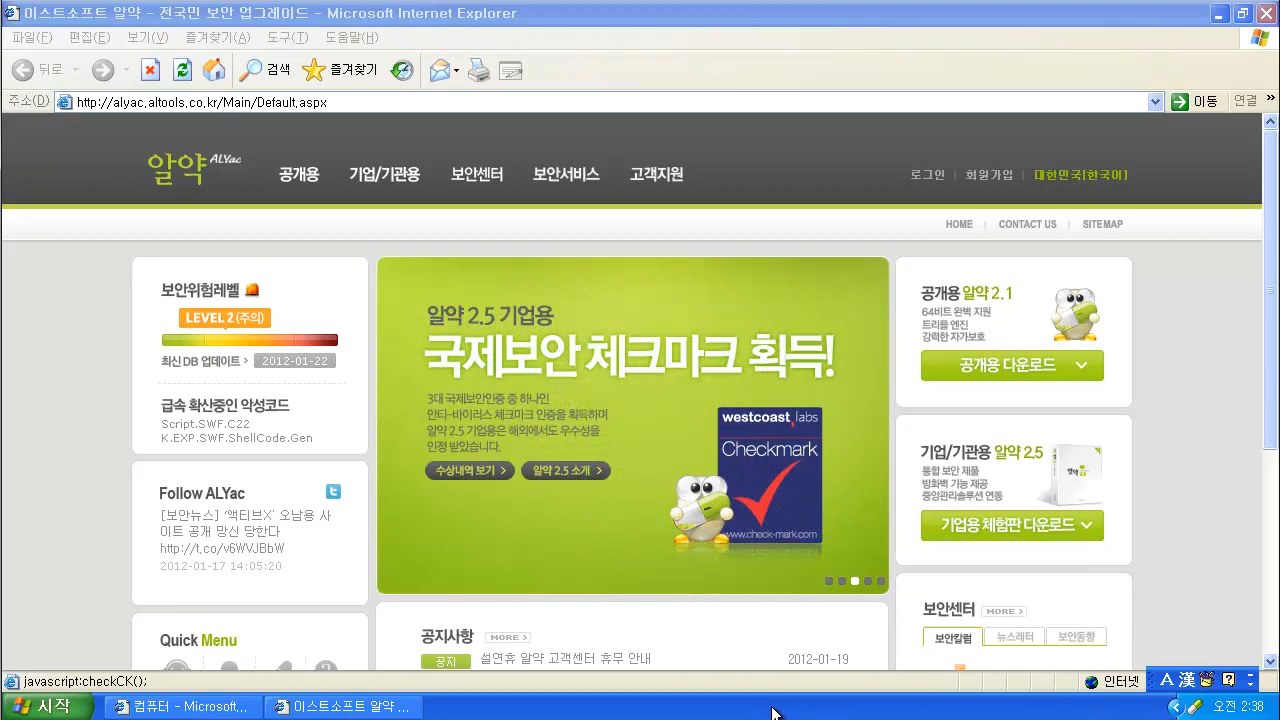 이스트소프트 알약 - 전국민 보안 업그레이드 - Microsoft Internet Explorer
파일(F) 편집(E) 보기(V) 즐겨찾기(A) 도구(T) 도움말(H)
뒤로 검색 즐겨찾기
주소(D) http://alyac.altools.co.kr/Main/Default.aspx 이동 연결 »
알약 ALYac 공개용 기업/기관용 보안센터 보안서비스 고객지원 로그인 | 회원가입 | 대한민국[한국어]
HOME | CONTACT US | SITEMAP
보안위험레벨
LEVEL 2 (주의)
최신 DB 업데이트 > 2012-01-22
급속 확산중인 악성코드
Script.SWF.C22
K.EXP.SWF.ShellCode.Gen
Follow ALYac
[보안뉴스] ‘액티브X’ 오남용 사
이트 공개 망신 당한다
http://t.co/v6WVJBbW
2012-01-17 14:05:20
Quick Menu
알약 2.5 기업용
국제보안 체크마크 획득!
3대 국제보안인증 중 하나인
안티-바이러스 체크마크 인증을 획득하며
알약 2.5 기업용은 해외에서도 우수성을
인정 받았습니다.
수상내역 보기 > 알약 2.5 소개 >
westcoast labs
Checkmark
www.check-mark.com
공지사항 MORE >
공지 설연휴 알약 고객센터 휴무 안내 2012-01-19
공개용 알약 2.1
64비트 완벽 지원
트리플 엔진
강력한 자가보호
공개용 다운로드
기업/기관용 알약 2.5
통합 보안 제품
방화벽 기능 제공
중앙관리솔루션 연동
알약
기업용 체험판 다운로드
보안센터 MORE >
보안칼럼 뉴스레터 보안동향
javascript:checkCK(); 인터넷 A 漢
시작 컴퓨터 - Microsoft... 이스트소프트 알약 ... 오전 2:38